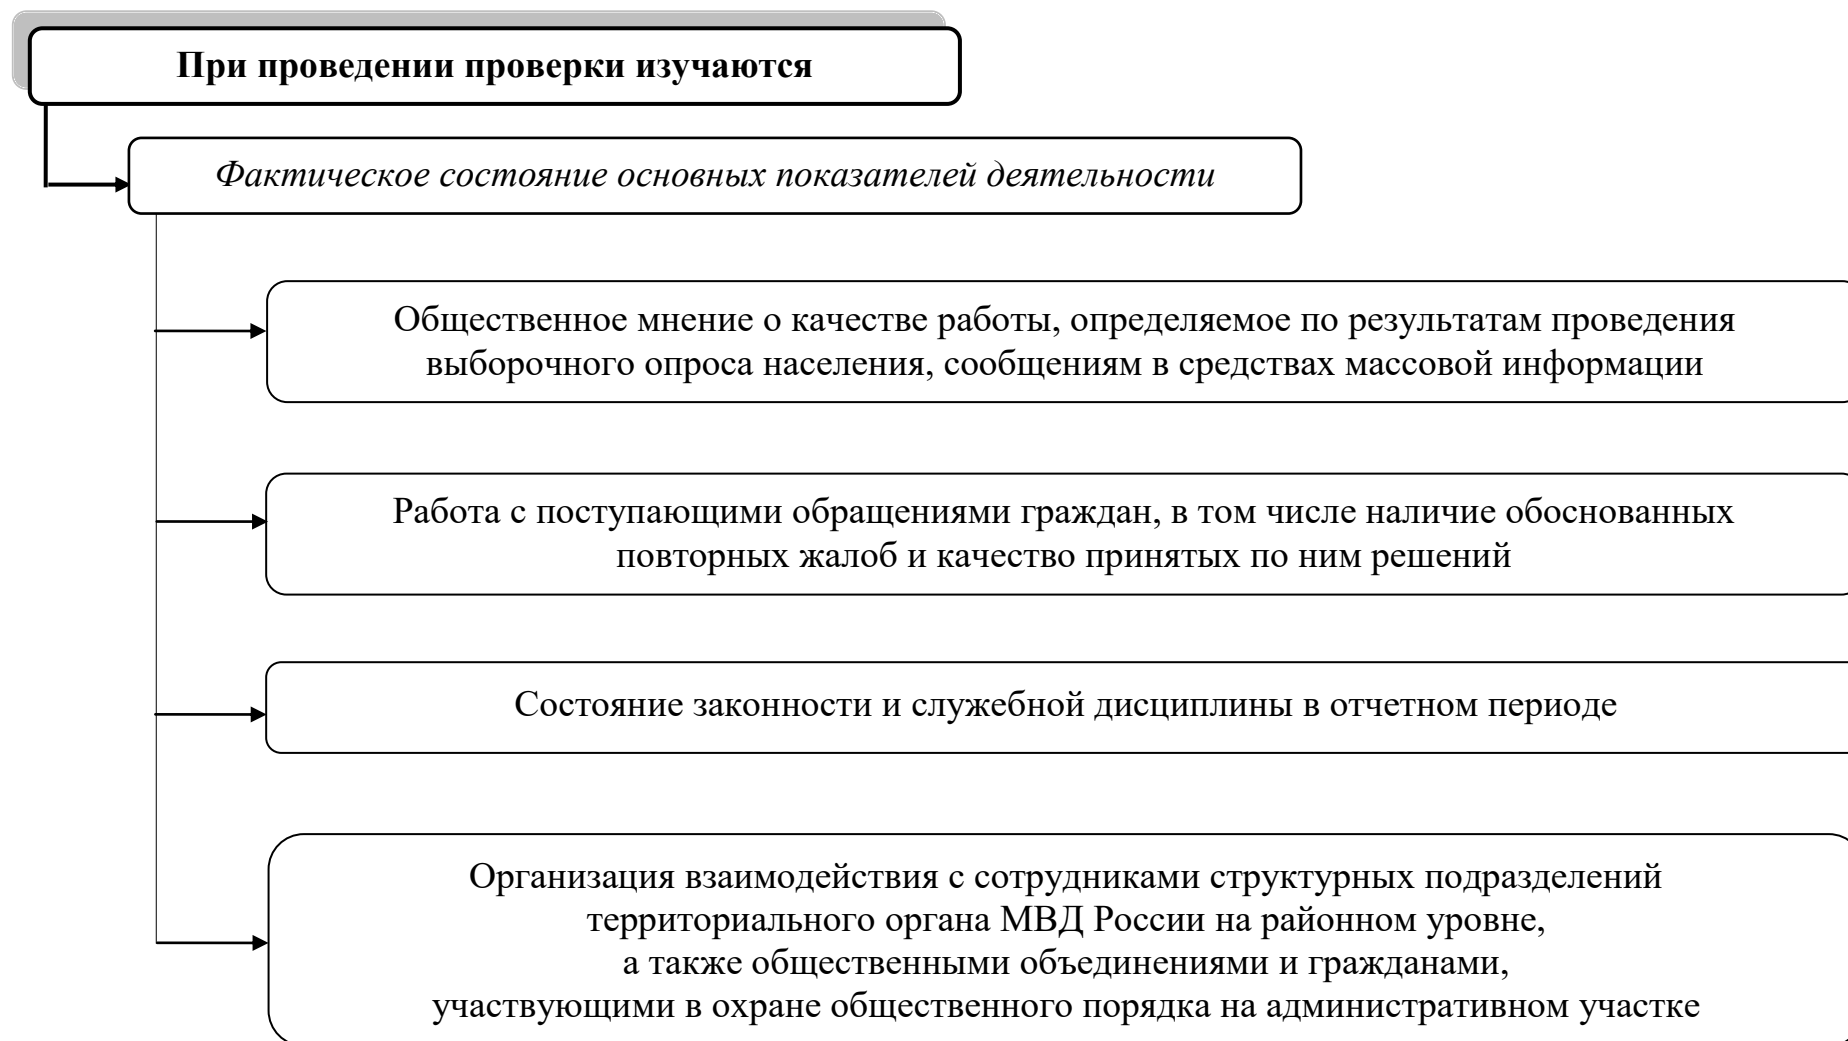 При проведении проверки изучаются
Фактическое состояние основных показателей деятельности
Общественное мнение о качестве работы, определяемое по результатам проведения
выборочного опроса населения, сообщениям в средствах массовой информации
Работа с поступающими обращениями граждан, в том числе наличие обоснованных
повторных жалоб и качество принятых по ним решений
Состояние законности и служебной дисциплины в отчетном периоде
Организация взаимодействия с сотрудниками структурных подразделений
территориального органа МВД России на районном уровне,
а также общественными объединениями и гражданами,
участвующими в охране общественного порядка на административном участке